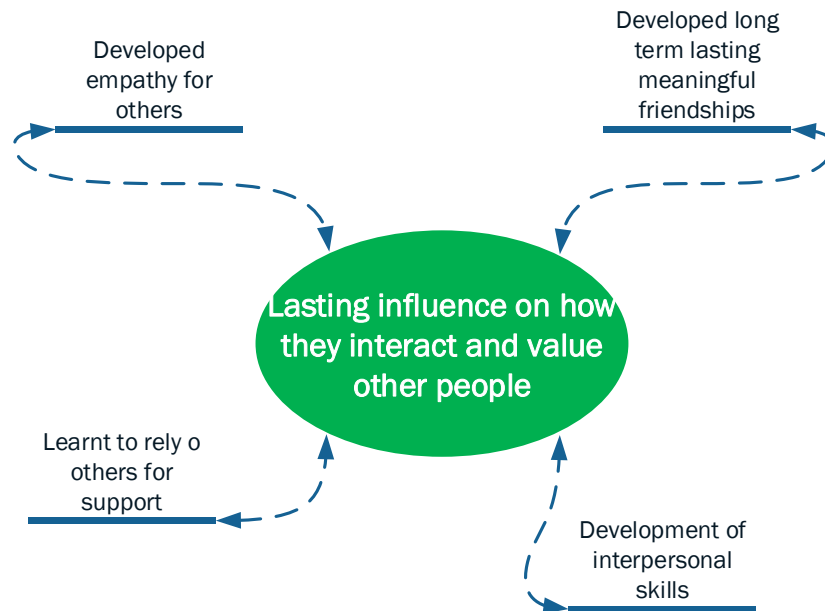 Developed
empathy for
others
Developed long
term lasting
meaningful
friendships
Lasting influence on how
they interact and value
other people
Learnt to rely o
others for
support
Development of
interpersonal
skills